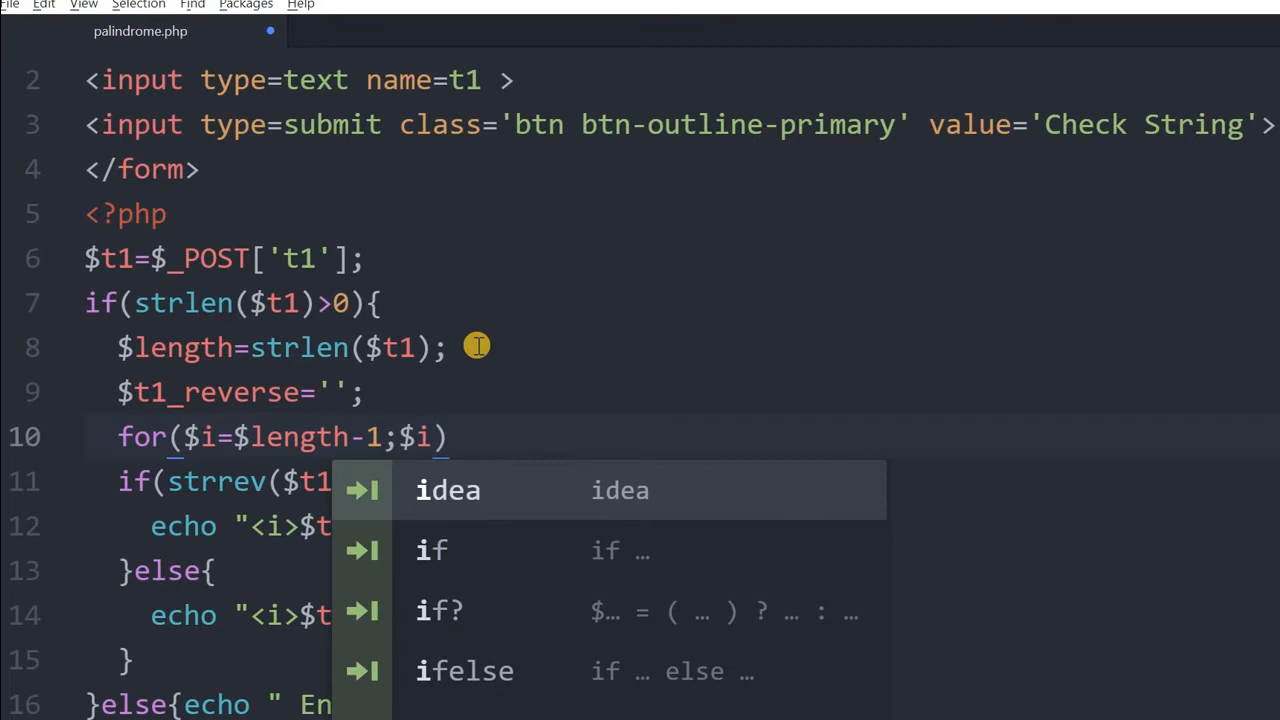 File Edit View Selection Find Packages Help
palindrome.php
2 <input type=text name=t1 >
3 <input type=submit class='btn btn-outline-primary' value='Check String'>
4 </form>
5 <?php
6 $t1=$_POST['t1'];
7 if(strlen($t1)>0){
8 $length=strlen($t1);
9 $t1_reverse='';
10 for($i=$length-1;$i)
11 if(strrev($t1
idea idea
12 echo "<i>$t
if if …
13 }else{
if? $… = ( … ) ? … : …
14 echo "<i>$t
15 }
ifelse if … else …
16 }else{echo " En